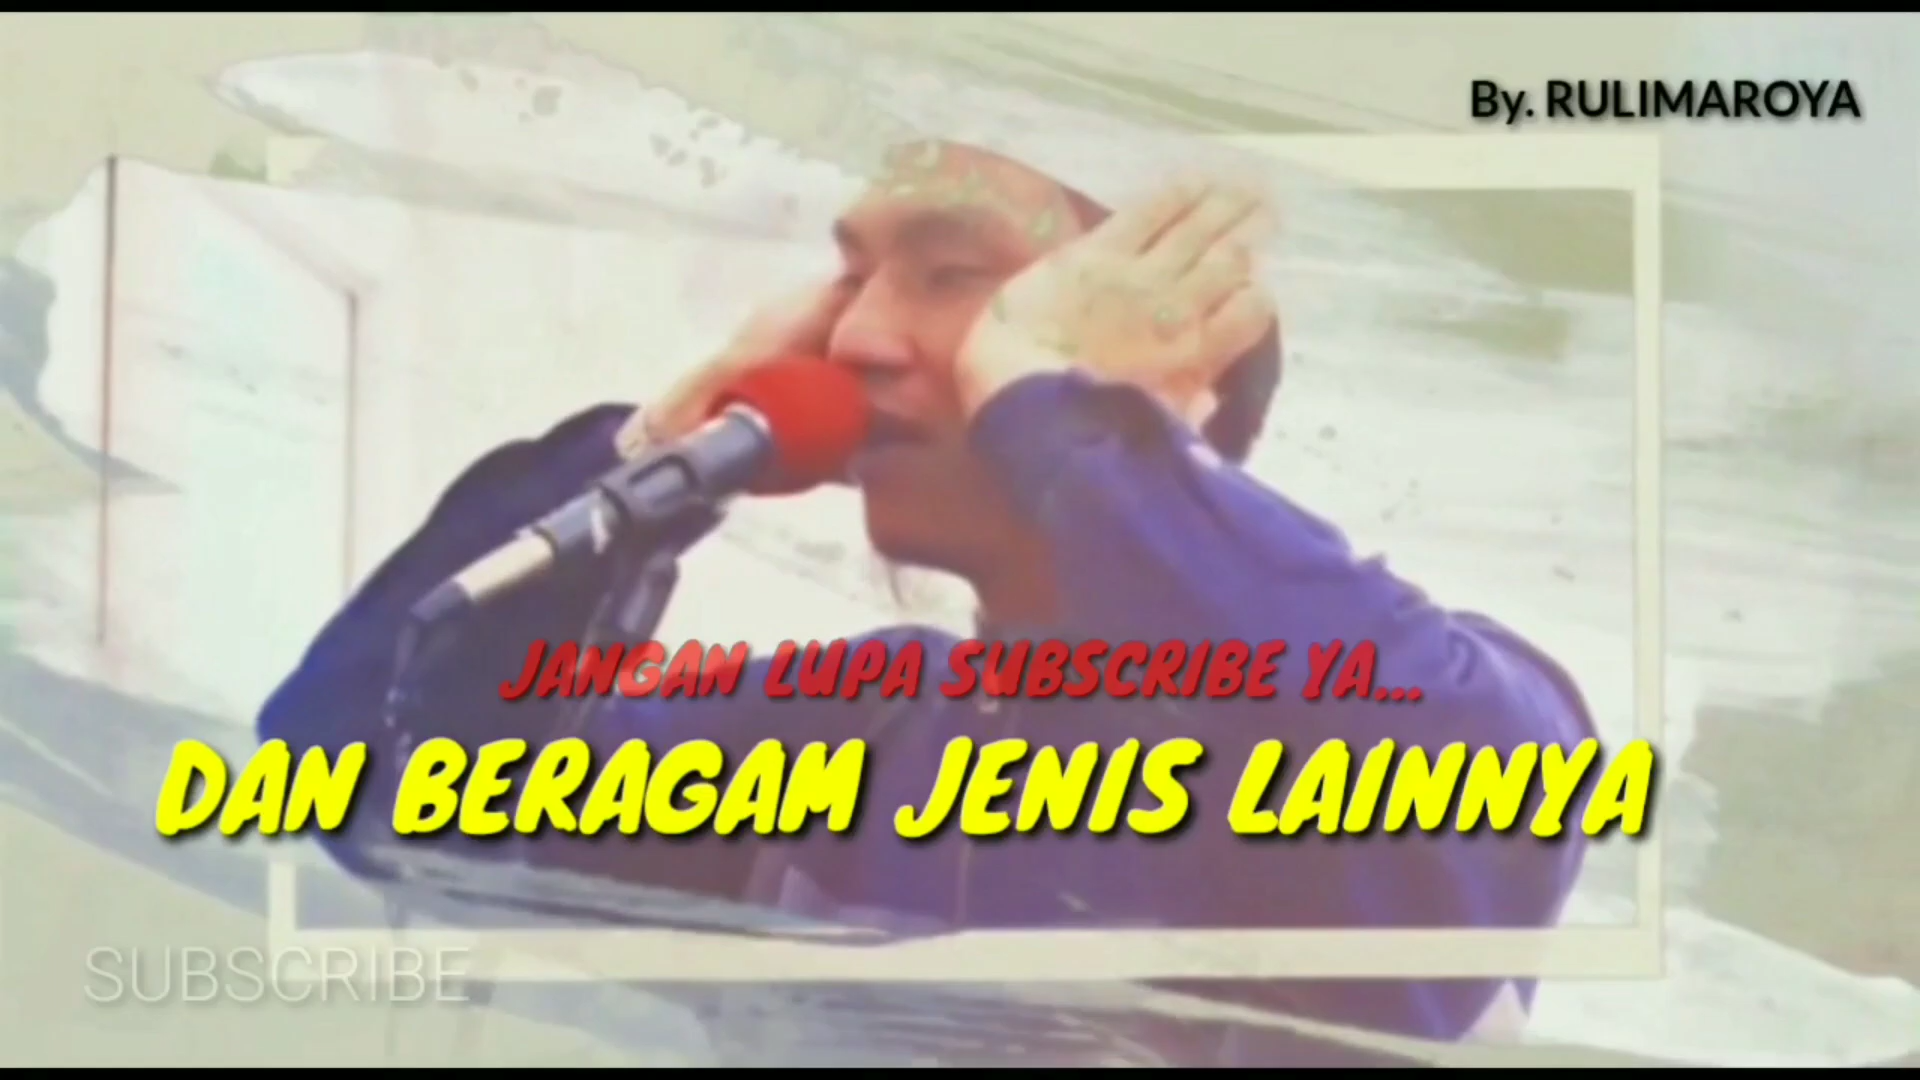 By. RULIMAROYA
JANGAN LUPA SUBSCRIBE YA...
DAN BERAGAM JENIS LAINNYA
SUBSCRIBE